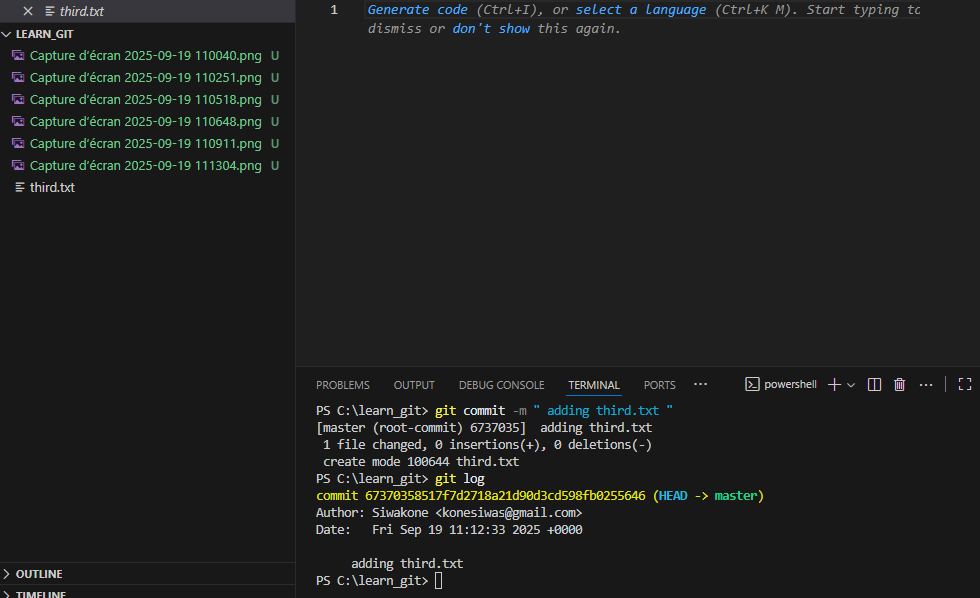 third.txt
LEARN_GIT
Capture d'écran 2025-09-19 110040.png U
Capture d'écran 2025-09-19 110251.png U
Capture d'écran 2025-09-19 110518.png U
Capture d'écran 2025-09-19 110648.png U
Capture d'écran 2025-09-19 110911.png U
Capture d'écran 2025-09-19 111304.png U
third.txt
OUTLINE
TIMELINE
1 Generate code (Ctrl+I), or select a language (Ctrl+K M). Start typing to
dismiss or don't show this again.
PROBLEMS OUTPUT DEBUG CONSOLE TERMINAL PORTS ··· powershell
PS C:\learn_git> git commit -m " adding third.txt "
[master (root-commit) 6737035]  adding third.txt
 1 file changed, 0 insertions(+), 0 deletions(-)
 create mode 100644 third.txt
PS C:\learn_git> git log
commit 67370358517f7d2718a21d90d3cd598fb0255646 (HEAD -> master)
Author: Siwakone <konesiwas@gmail.com>
Date:   Fri Sep 19 11:12:33 2025 +0000
     adding third.txt
PS C:\learn_git>